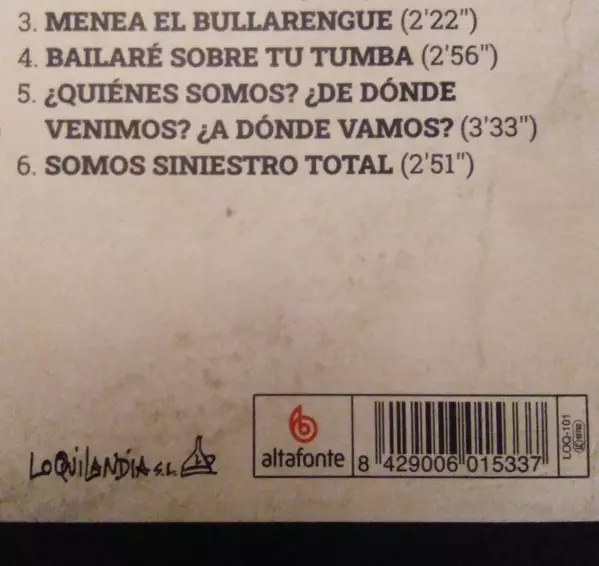 3. MENEA EL BULLARENGUE (2'22")
4. BAILARÉ SOBRE TU TUMBA (2'56")
5. ¿QUIÉNES SOMOS? ¿DE DÓNDE
VENIMOS? ¿A DÓNDE VAMOS? (3'33")
6. SOMOS SINIESTRO TOTAL (2'51")
LOQUILANDIA S.L.
altafonte
8 429006 015337
LOQ-101